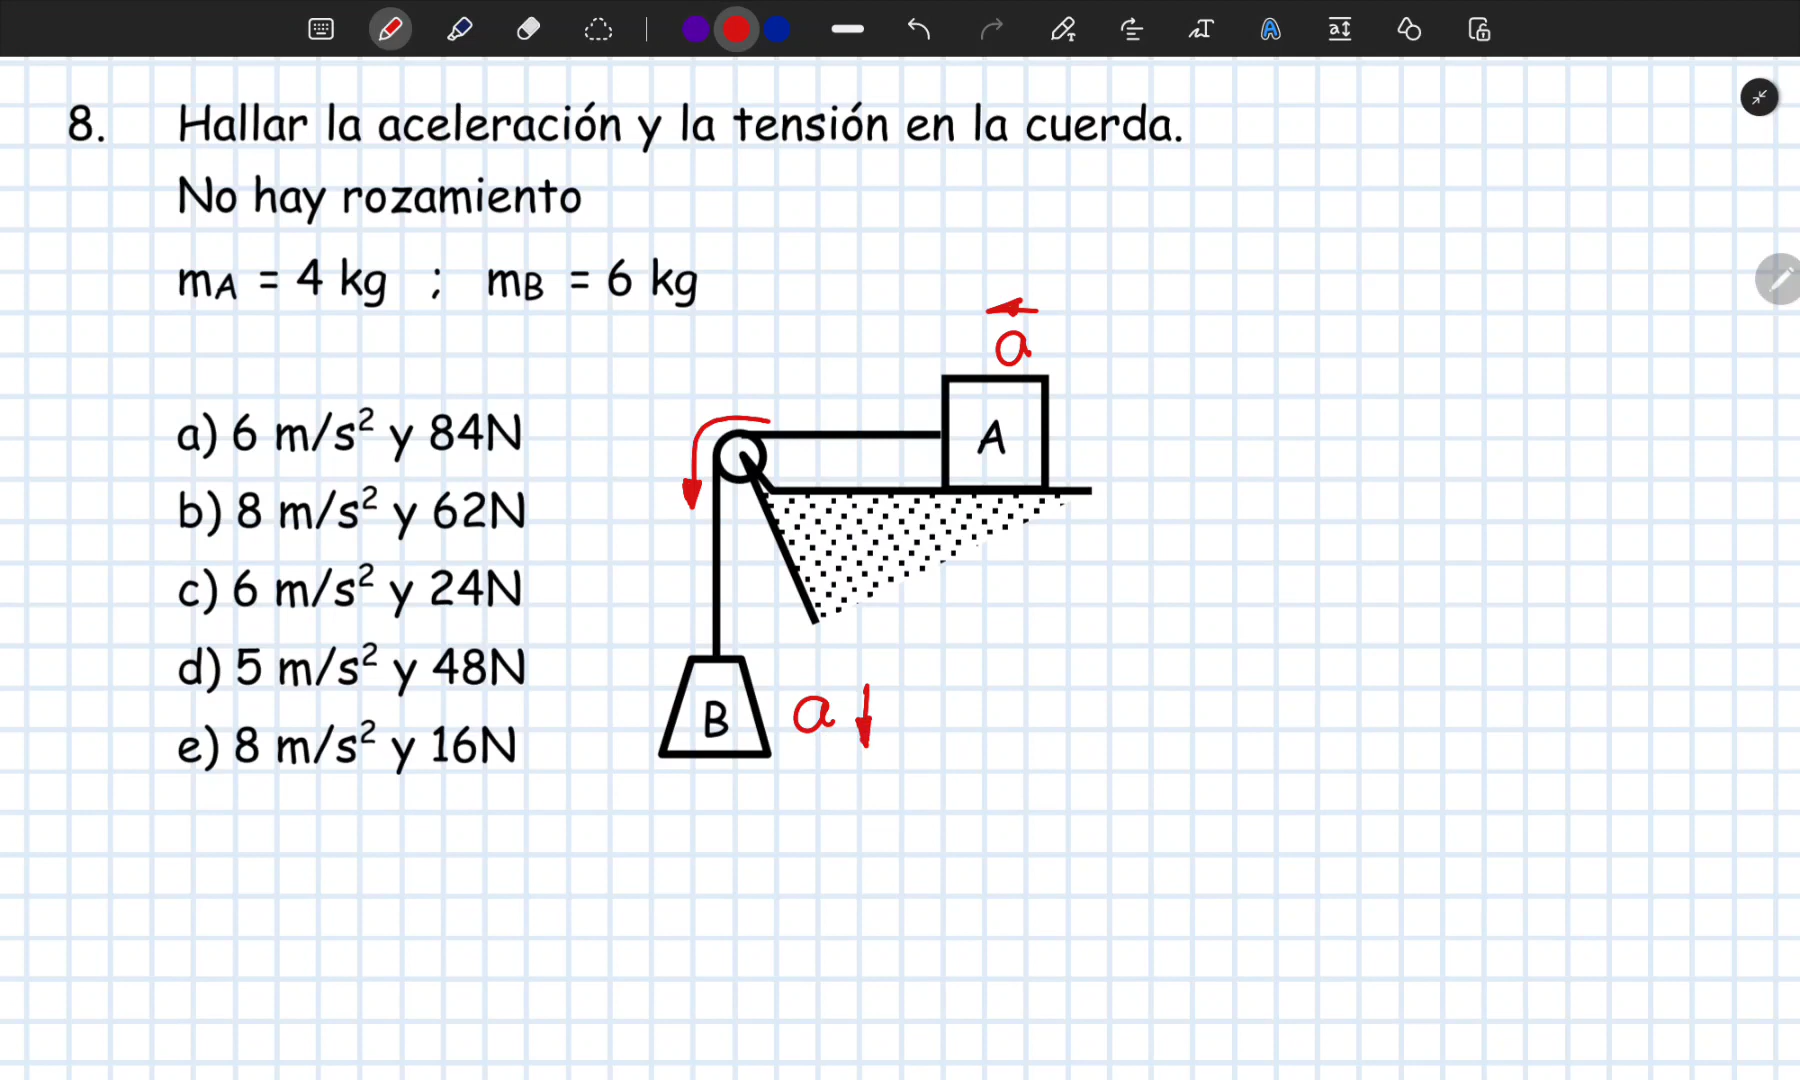 8. Hallar la aceleración y la tensión en la cuerda.
No hay rozamiento
mA = 4 kg ; mB = 6 kg
a
a) 6 m/s² y 84N
A
b) 8 m/s² y 62N
c) 6 m/s² y 24N
d) 5 m/s² y 48N
B a
e) 8 m/s² y 16N